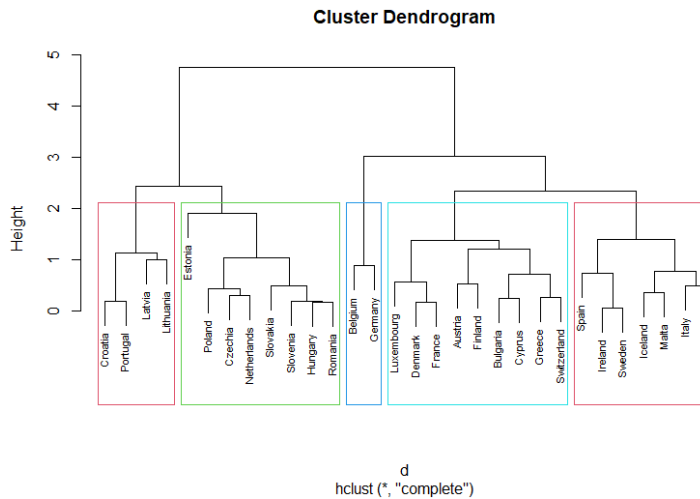 Cluster Dendrogram
Height
5
4
3
2
1
0
Croatia
Portugal
Latvia
Lithuania
Estonia
Poland
Czechia
Netherlands
Slovakia
Slovenia
Hungary
Romania
Belgium
Germany
Luxembourg
Denmark
France
Austria
Finland
Bulgaria
Cyprus
Greece
Switzerland
Spain
Ireland
Sweden
Iceland
Malta
Italy
d
hclust (*, "complete")